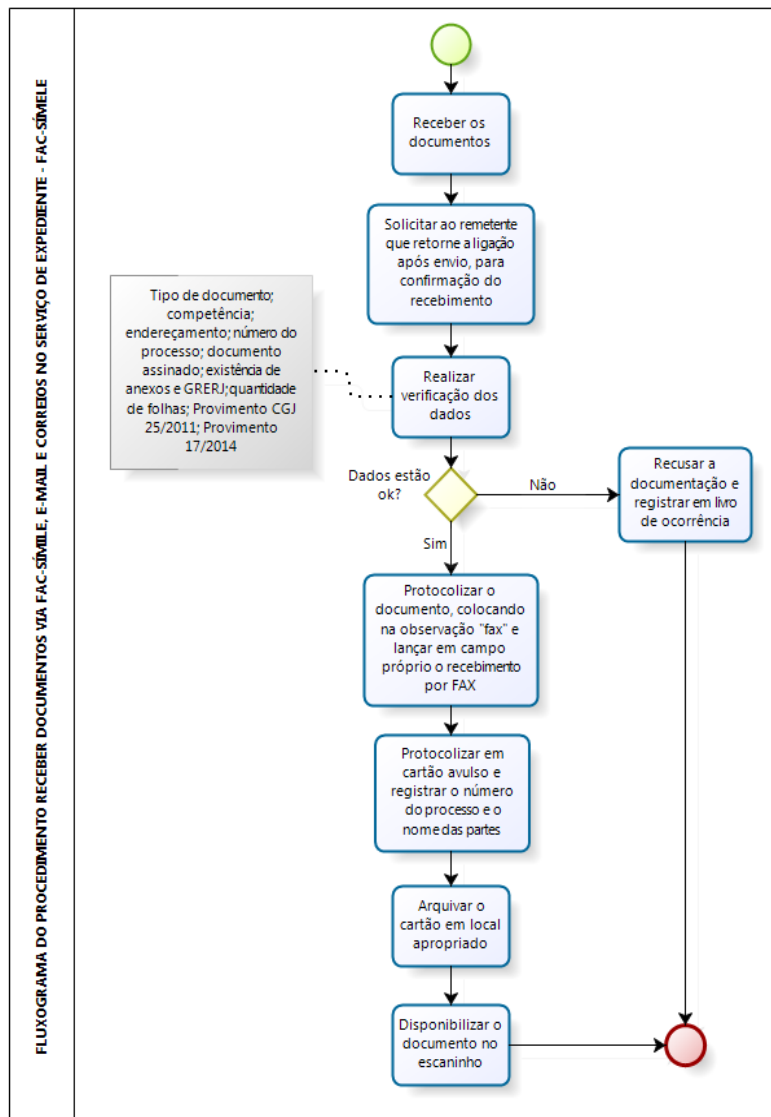 FLUXOGRAMA DO PROCEDIMENTO RECEBER DOCUMENTOS VIA FAC-SÍMILE, E-MAIL E CORREIOS NO SERVIÇO DE EXPEDIENTE - FAC-SÍMELE
Receber os
documentos
Solicitar ao remetente
que retorne a ligação
após envio, para
confirmação do
recebimento
Tipo de documento;
competência;
endereçamento; número do
processo; documento
assinado; existência de
anexos e GRERJ; quantidade
de folhas; Provimento CGJ
25/2011; Provimento
17/2014
Realizar
verificação dos
dados
Dados estão
ok?
Não
Recusar a
documentação e
registrar em livro
de ocorrência
Sim
Protocolizar o
documento, colocando
na observação "fax" e
lançar em campo
próprio o recebimento
por FAX
Protocolizar em
cartão avulso e
registrar o número
do processo e o
nome das partes
Arquivar o
cartão em local
apropriado
Disponibilizar o
documento no
escaninho